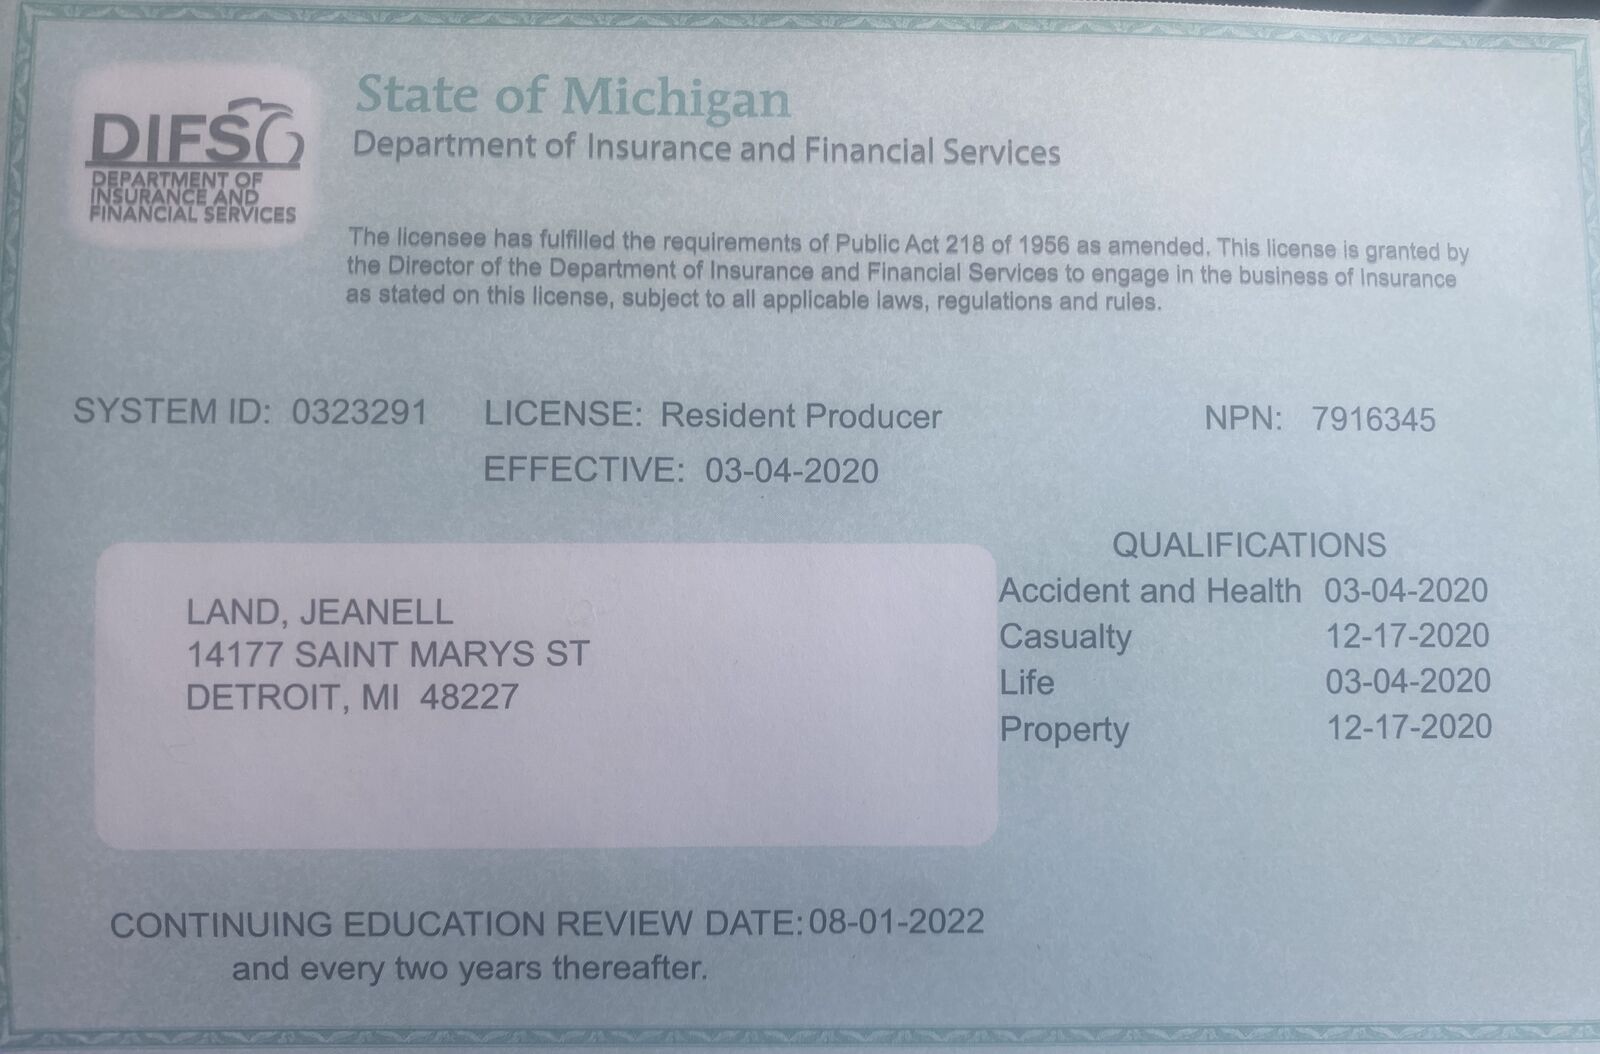 DIFS
DEPARTMENT OF
INSURANCE AND
FINANCIAL SERVICES
State of Michigan
Department of Insurance and Financial Services
The licensee has fulfilled the requirements of Public Act 218 of 1956 as amended. This license is granted by
the Director of the Department of Insurance and Financial Services to engage in the business of Insurance
as stated on this license, subject to all applicable laws, regulations and rules.
SYSTEM ID: 0323291 LICENSE: Resident Producer NPN: 7916345
EFFECTIVE: 03-04-2020
QUALIFICATIONS
Accident and Health 03-04-2020
Casualty 12-17-2020
Life 03-04-2020
Property 12-17-2020
LAND, JEANELL
14177 SAINT MARYS ST
DETROIT, MI 48227
CONTINUING EDUCATION REVIEW DATE:08-01-2022
and every two years thereafter.